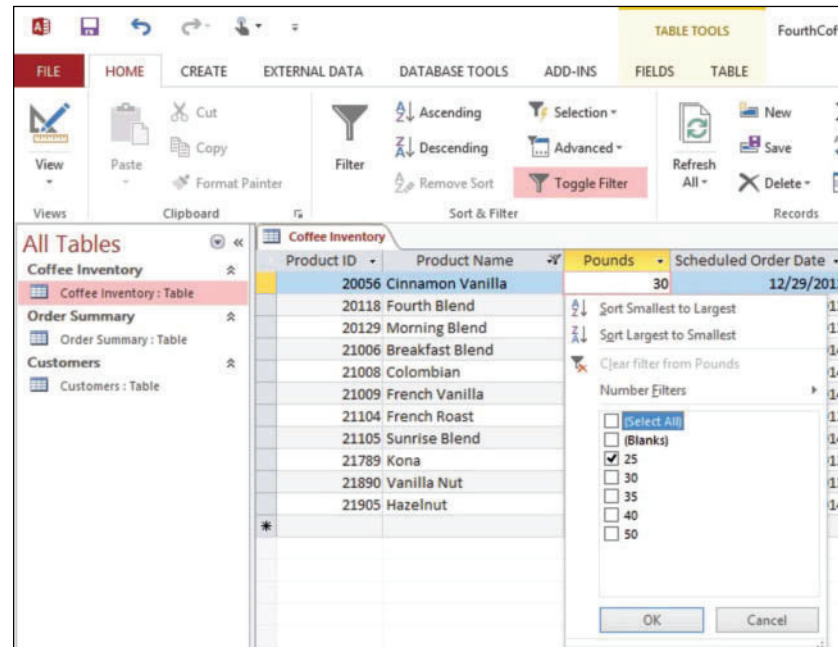 TABLE TOOLS FourthCof
FILE HOME CREATE EXTERNAL DATA DATABASE TOOLS ADD-INS FIELDS TABLE
View
Views
Paste
Cut
Copy
Format Painter
Clipboard
Filter
Ascending
Descending
Remove Sort
Selection
Advanced
Toggle Filter
Sort & Filter
Refresh
All
New
Save
Delete
Records
All Tables
Coffee Inventory
Coffee Inventory : Table
Order Summary
Order Summary : Table
Customers
Customers : Table
Coffee Inventory
Product ID Product Name Pounds Scheduled Order Date
20056 Cinnamon Vanilla 30 12/29/201
20118 Fourth Blend
20129 Morning Blend
21006 Breakfast Blend
21008 Colombian
21009 French Vanilla
21104 French Roast
21105 Sunrise Blend
21789 Kona
21890 Vanilla Nut
21905 Hazelnut
Sort Smallest to Largest
Sort Largest to Smallest
Clear filter from Pounds
Number Filters
(Select All)
(Blanks)
25
30
35
40
50
OK Cancel